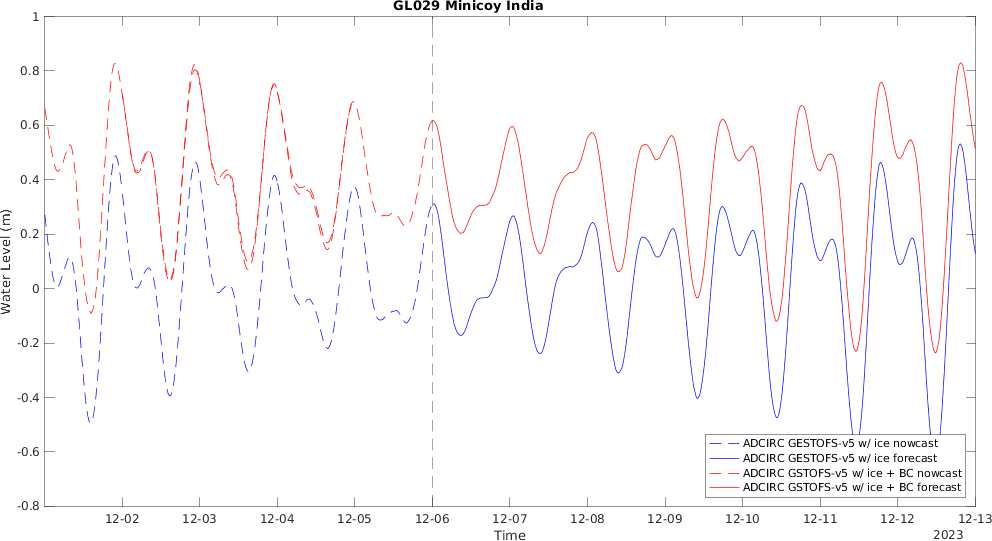 GL029 Minicoy India
1
0.8
0.6
0.4
0.2
0
-0.2
-0.4
-0.6
-0.8
Water Level (m)
12-02 12-03 12-04 12-05 12-06 12-07 12-08 12-09 12-10 12-11 12-12 12-13
Time
2023
ADCIRC GESTOFS-v5 w/ ice nowcast
ADCIRC GESTOFS-v5 w/ ice forecast
ADCIRC GSTOFS-v5 w/ ice + BC nowcast
ADCIRC GSTOFS-v5 w/ ice + BC forecast